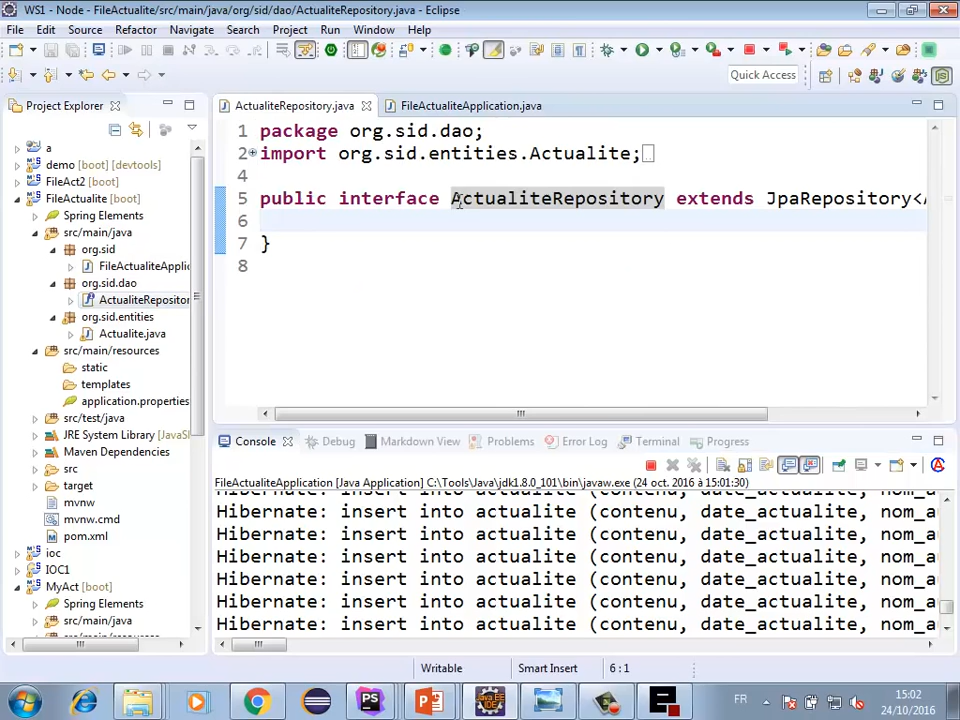 WS1 - FileActualite/src/main/java/org/sid/dao/ActualiteRepository.java - Eclipse
File Edit Source Refactor Navigate Search Project Run Window Help
Quick Access
Project Explorer
a
demo [boot] [devtools]
FileAct2 [boot]
FileActualite [boot]
Spring Elements
src/main/java
org.sid
FileActualiteApplic
org.sid.dao
ActualiteRepositor
org.sid.entities
Actualite.java
src/main/resources
static
templates
application.properties
src/test/java
JRE System Library [JavaS
Maven Dependencies
src
target
mvnw
mvnw.cmd
pom.xml
ioc
IOC1
MyAct [boot]
Spring Elements
src/main/java
ActualiteRepository.java FileActualiteApplication.java
1 package org.sid.dao;
2 import org.sid.entities.Actualite;
4
5 public interface ActualiteRepository extends JpaRepository<A
6
7 }
8
Console Debug Markdown View Problems Error Log Terminal Progress
FileActualiteApplication [Java Application] C:\Tools\Java\jdk1.8.0_101\bin\javaw.exe (24 oct. 2016 à 15:01:30)
Hibernate: insert into actualite (contenu, date_actualite, nom_a
Hibernate: insert into actualite (contenu, date_actualite, nom_a
Hibernate: insert into actualite (contenu, date_actualite, nom_a
Hibernate: insert into actualite (contenu, date_actualite, nom_a
Hibernate: insert into actualite (contenu, date_actualite, nom_a
Hibernate: insert into actualite (contenu, date_actualite, nom_a
Hibernate: insert into actualite (contenu, date_actualite, nom_a
Writable Smart Insert 6 : 1
FR
15:02
24/10/2016